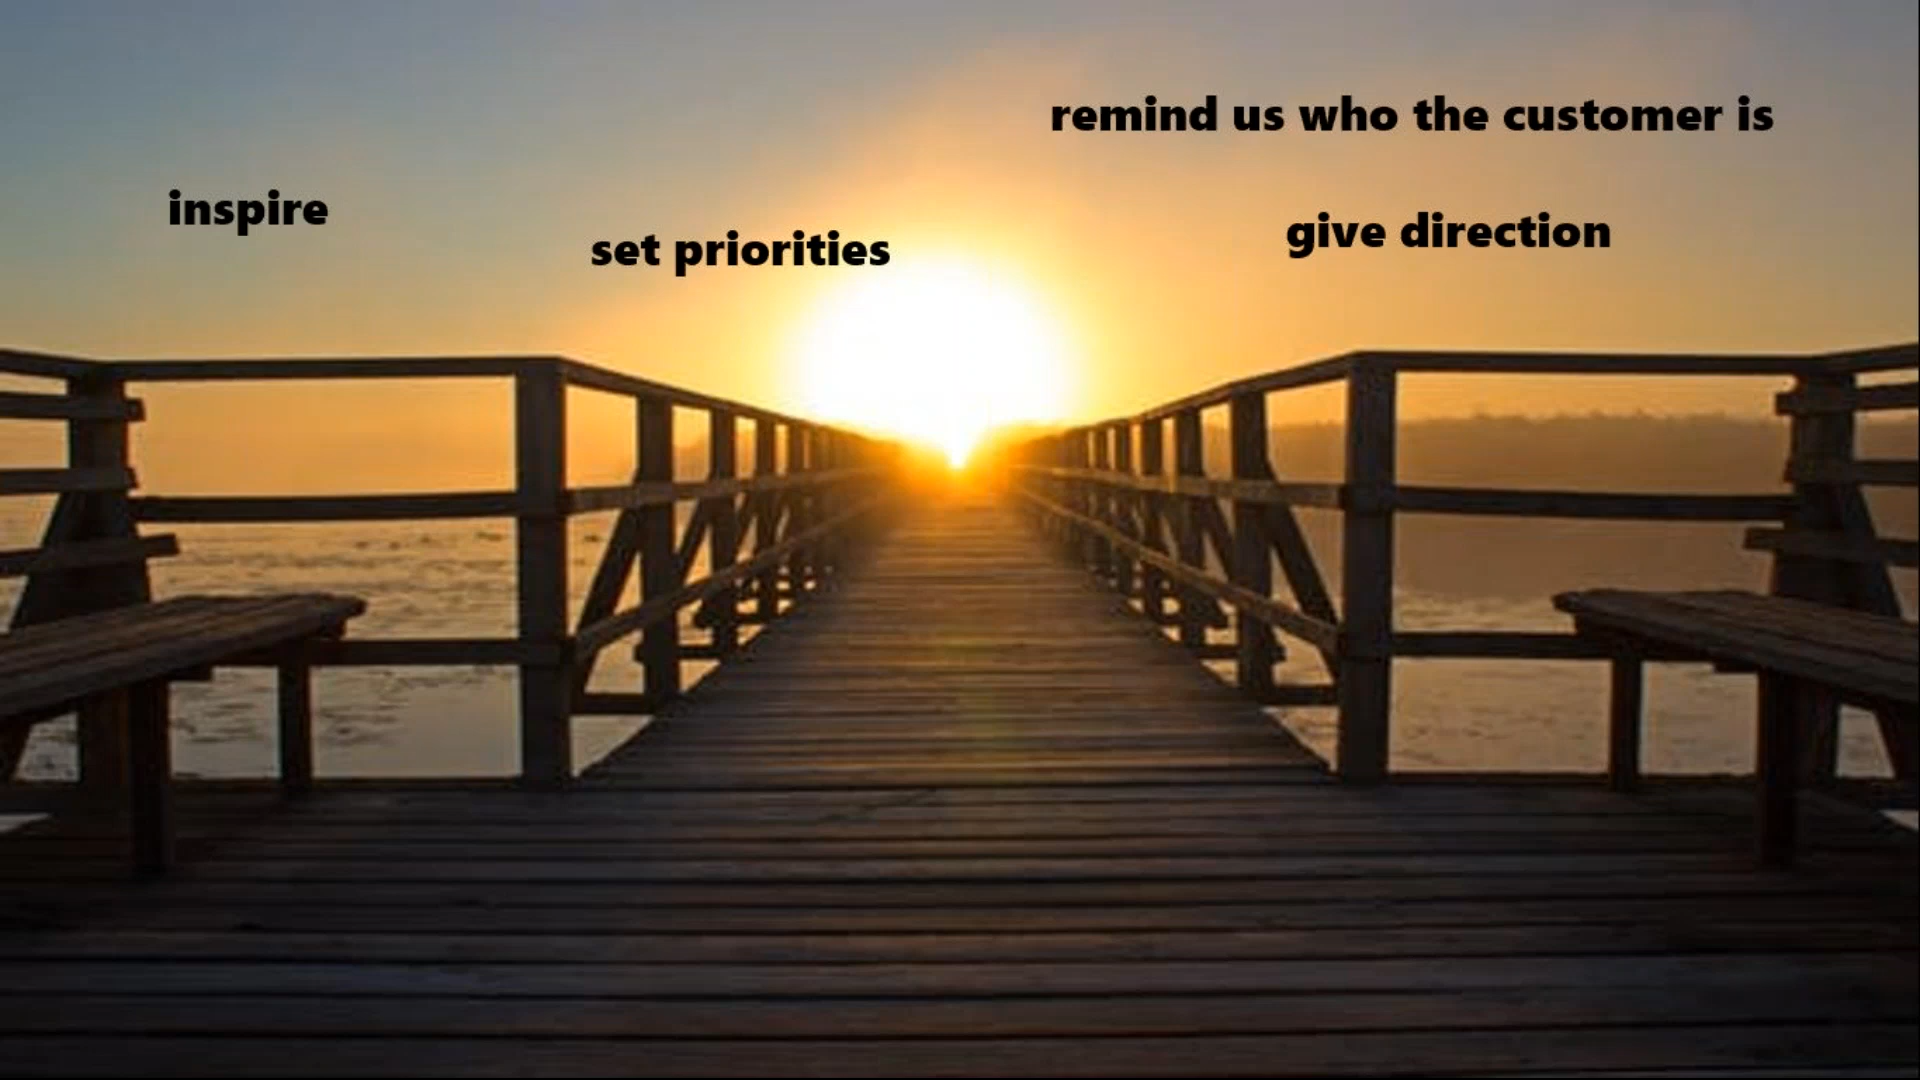 remind us who the customer is
inspire
set priorities
give direction